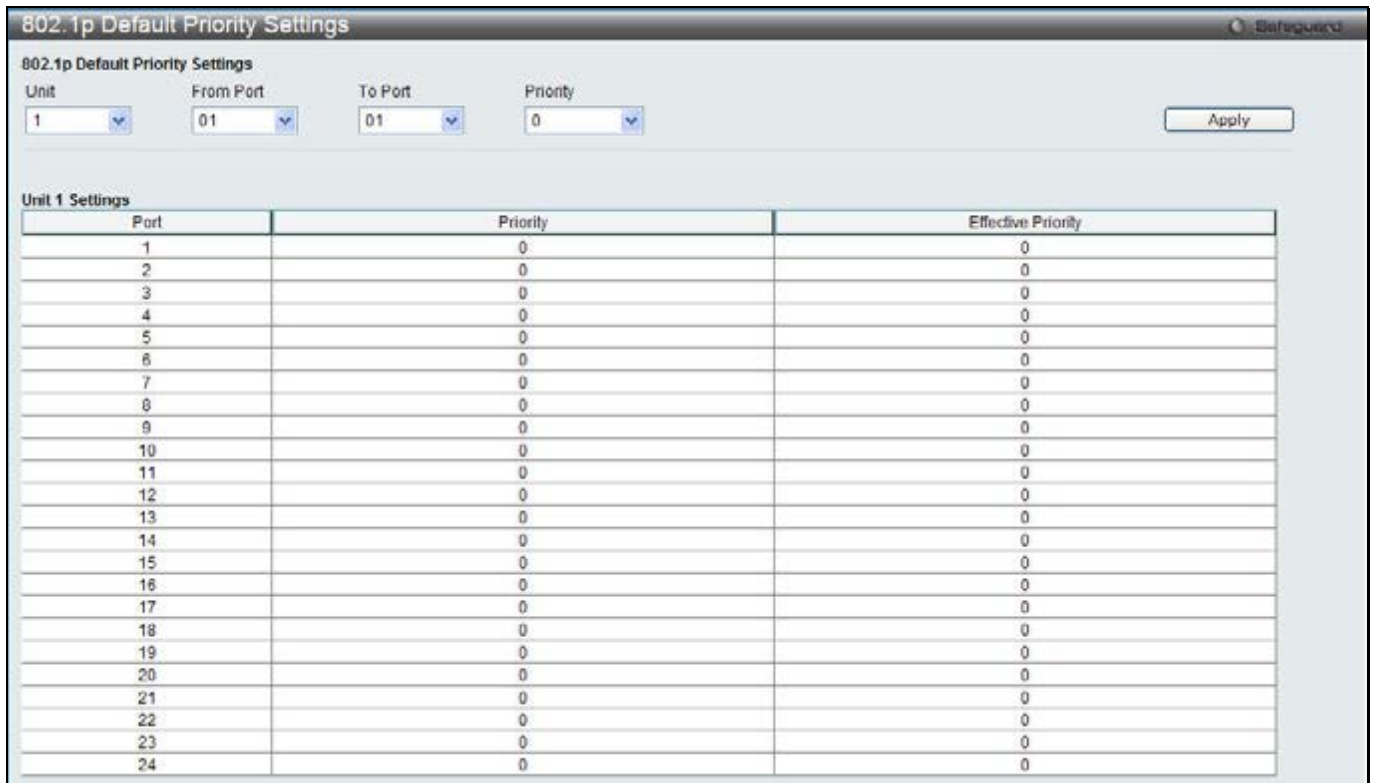 802.1p Default Priority Settings
Safeguard
802.1p Default Priority Settings
Unit From Port To Port Priority
1 01 01 0 Apply
Unit 1 Settings
Port Priority Effective Priority
1 0 0
2 0 0
3 0 0
4 0 0
5 0 0
6 0 0
7 0 0
8 0 0
9 0 0
10 0 0
11 0 0
12 0 0
13 0 0
14 0 0
15 0 0
16 0 0
17 0 0
18 0 0
19 0 0
20 0 0
21 0 0
22 0 0
23 0 0
24 0 0